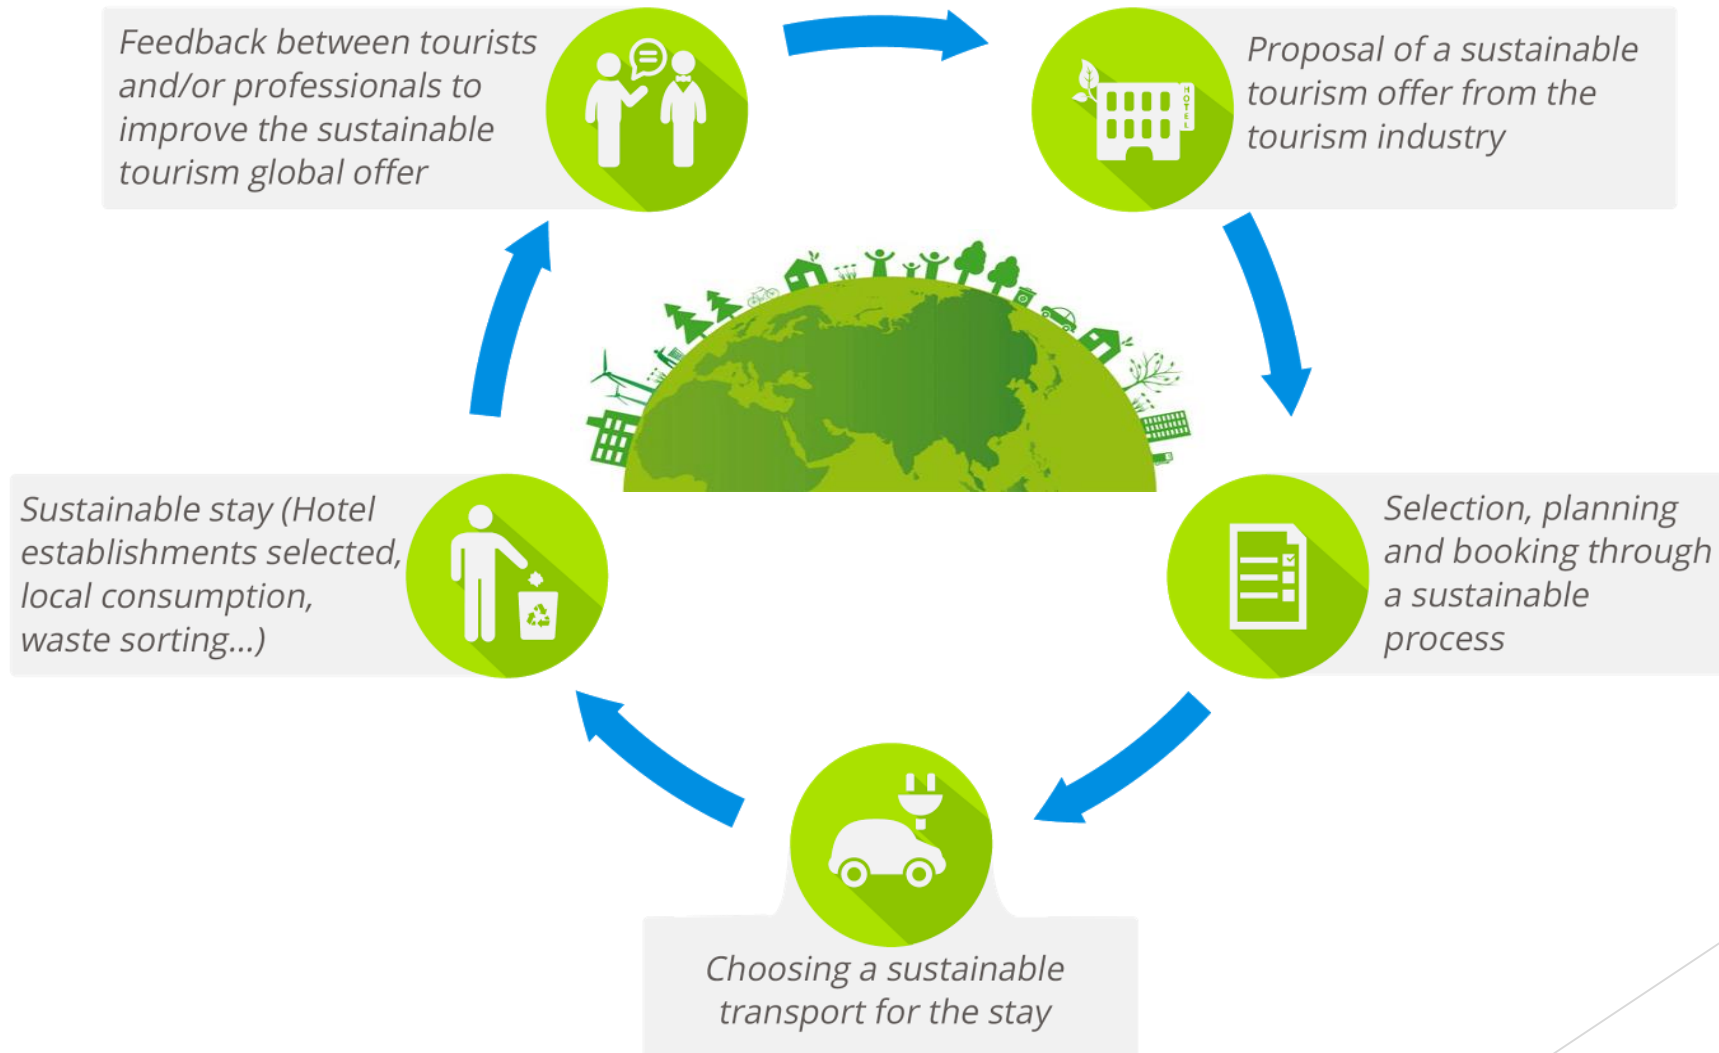 Feedback between tourists
and/or professionals to
improve the sustainable
tourism global offer
Proposal of a sustainable
tourism offer from the
tourism industry
HOTEL
Selection, planning
and booking through
a sustainable
process
Choosing a sustainable
transport for the stay
Sustainable stay (Hotel
establishments selected,
local consumption,
waste sorting...)